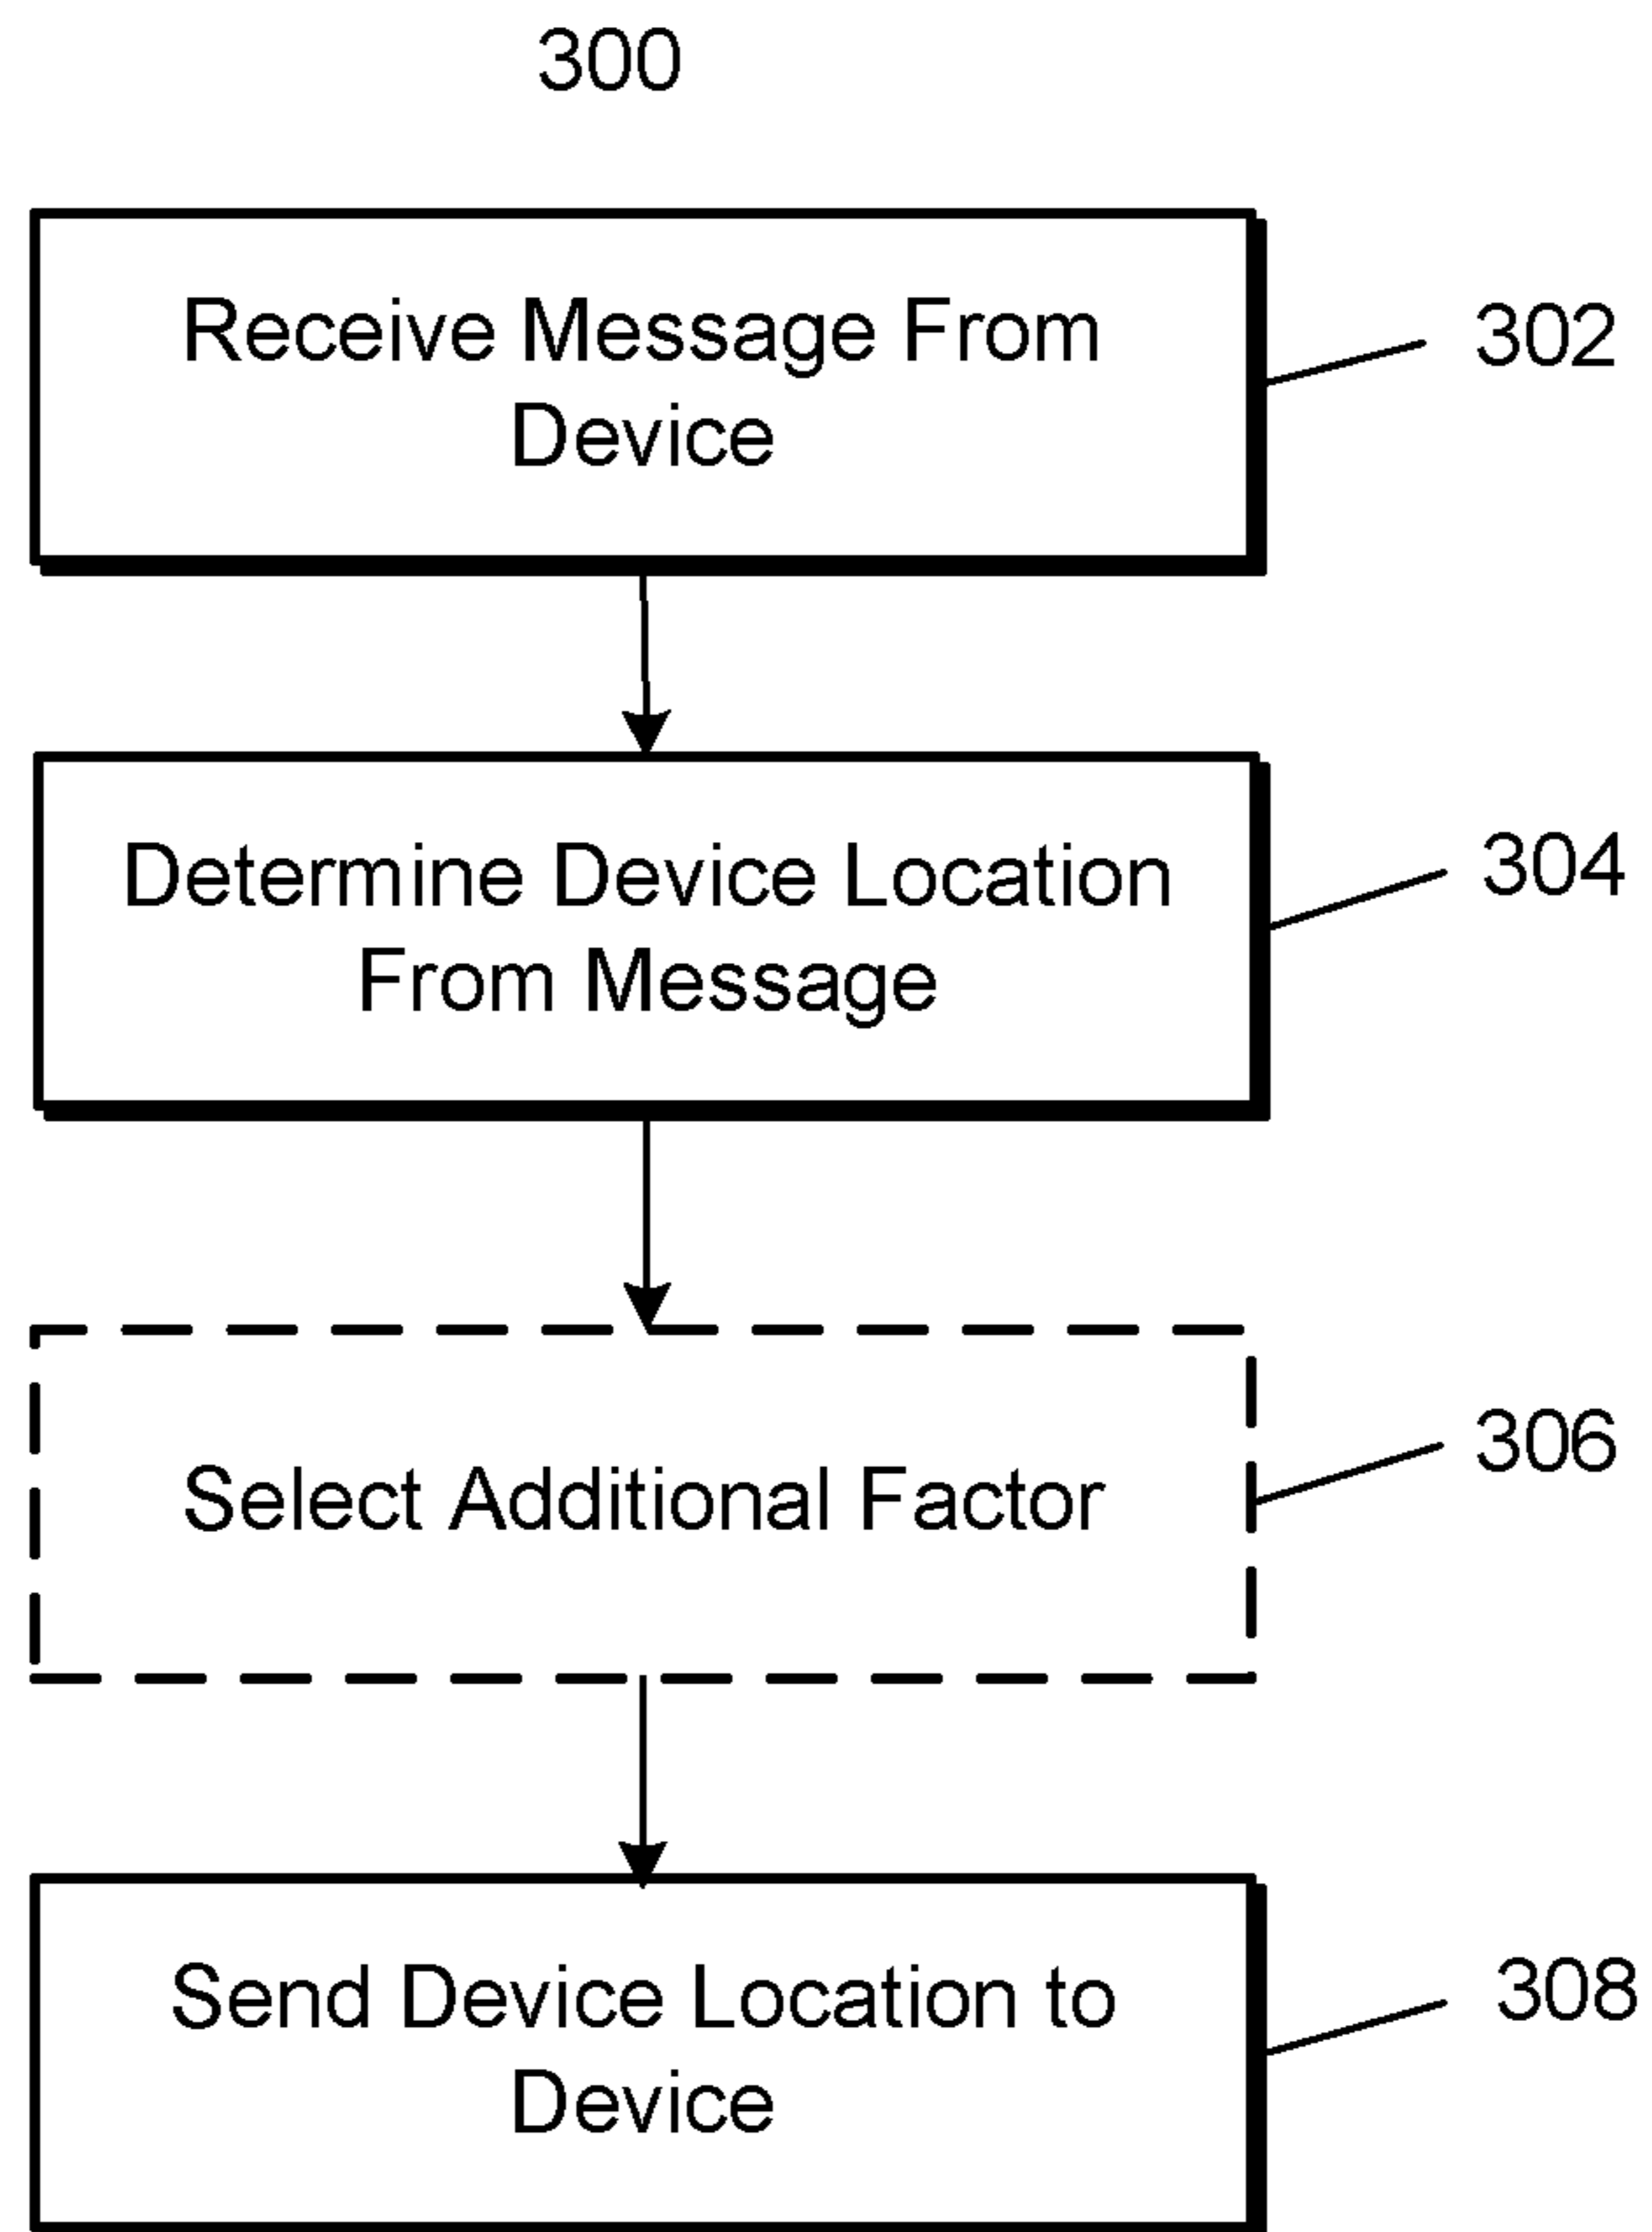 300
Receive Message From
Device
302
Determine Device Location
From Message
304
Select Additional Factor
306
Send Device Location to
Device
308